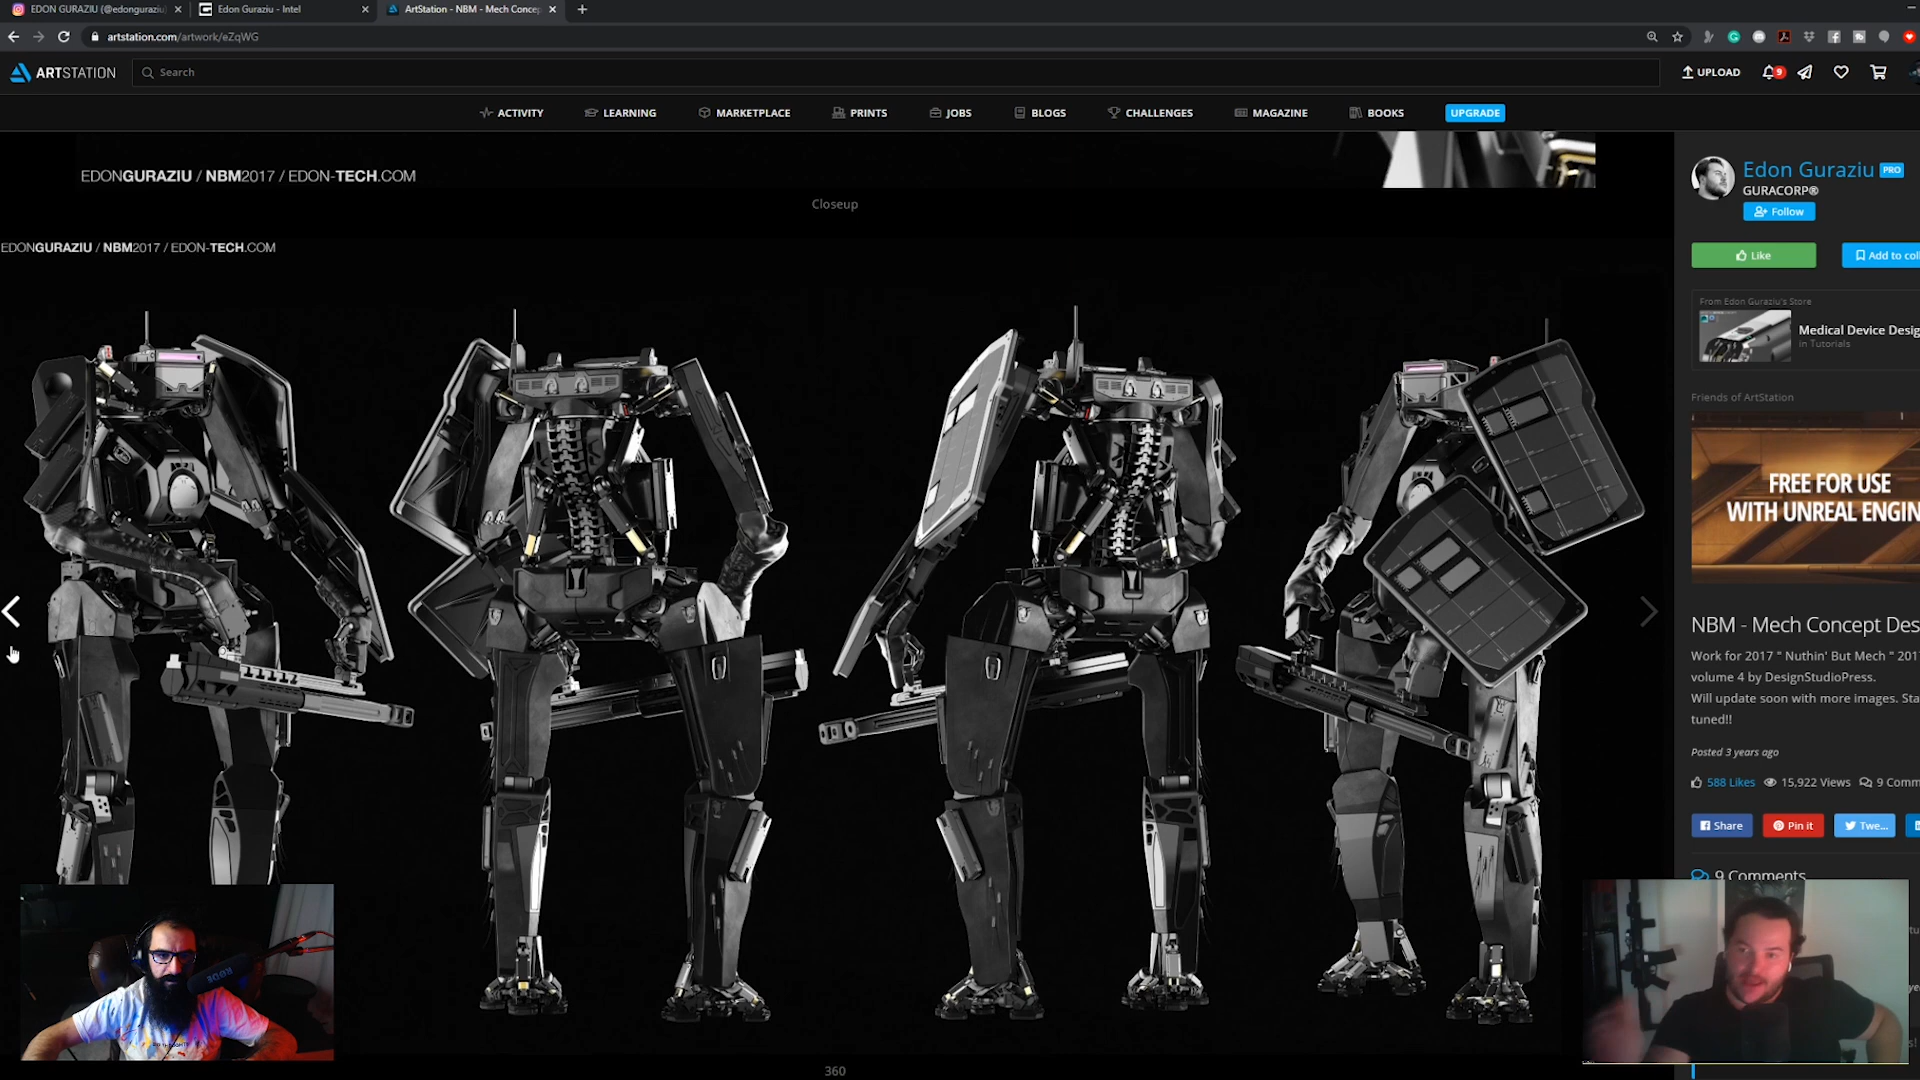 EDON GURAZIU (@edonguraziu)
Edon Guraziu - Intel
ArtStation - NBM - Mech Concep
artstation.com/artwork/eZqWG
ARTSTATION
Search
UPLOAD
9
ACTIVITY
LEARNING
MARKETPLACE
PRINTS
JOBS
BLOGS
CHALLENGES
MAGAZINE
BOOKS
UPGRADE
EDONGURAZIU / NBM2017 / EDON-TECH.COM
Closeup
EDONGURAZIU / NBM2017 / EDON-TECH.COM
360
Edon Guraziu PRO
GURACORP®
Follow
Like
Add to coll
From Edon Guraziu's Store
Medical Device Desig
in Tutorials
Friends of ArtStation
FREE FOR USE
WITH UNREAL ENGIN
NBM - Mech Concept Des
Work for 2017 " Nuthin' But Mech " 201
volume 4 by DesignStudioPress.
Will update soon with more images. Sta
tuned!!
Posted 3 years ago
588 Likes 15,922 Views 9 Comm
Share
Pin it
Twe...
9 Comments
RØDE